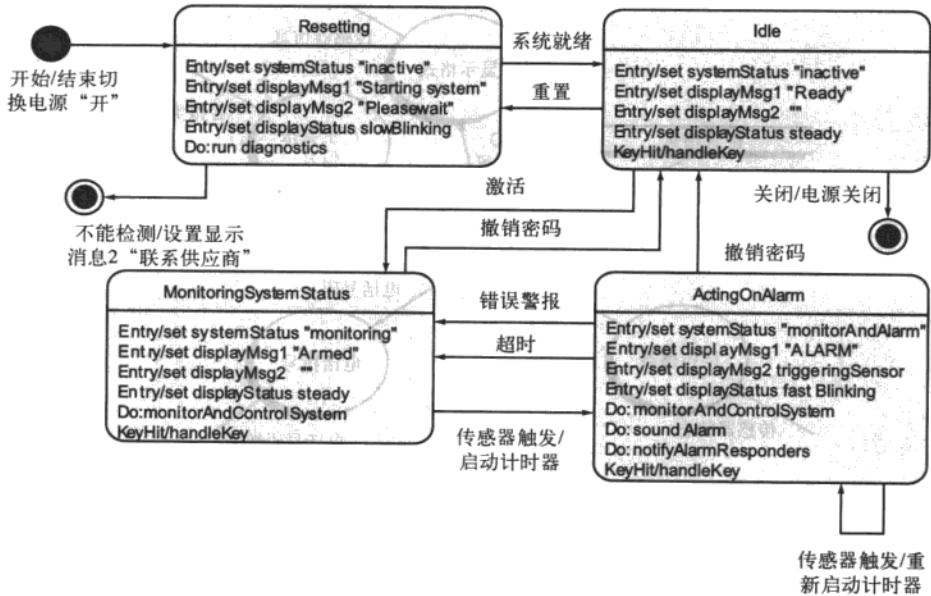 Resetting
Entry/set systemStatus "inactive"
Entry/set displayMsg1 "Starting system"
Entry/set displayMsg2 "Pleasewait"
Entry/set displayStatus slowBlinking
Do:run diagnostics
开始/结束切
换电源“开”
系统就绪
重置
Idle
Entry/set systemStatus "inactive"
Entry/set displayMsg1 "Ready"
Entry/set displayMsg2 ""
Entry/set displayStatus steady
KeyHit/handleKey
不能检测/设置显示
消息2“联系供应商”
激活
撤销密码
关闭/电源关闭
撤销密码
MonitoringSystemStatus
Entry/set systemStatus "monitoring"
Entry/set displayMsg1 "Armed"
Entry/set displayMsg2 ""
Entry/set displayStatus steady
Do:monitorAndControlSystem
KeyHit/handleKey
错误警报
超时
传感器触发/
启动计时器
ActingOnAlarm
Entry/set systemStatus "monitorAndAlarm"
Entry/set displayMsg1 "ALARM"
Entry/set displayMsg2 triggeringSensor
Entry/set displayStatus fast Blinking
Do: monitorAndControlSystem
Do: sound Alarm
Do: notifyAlarmResponders
KeyHit/handleKey
传感器触发/重
新启动计时器